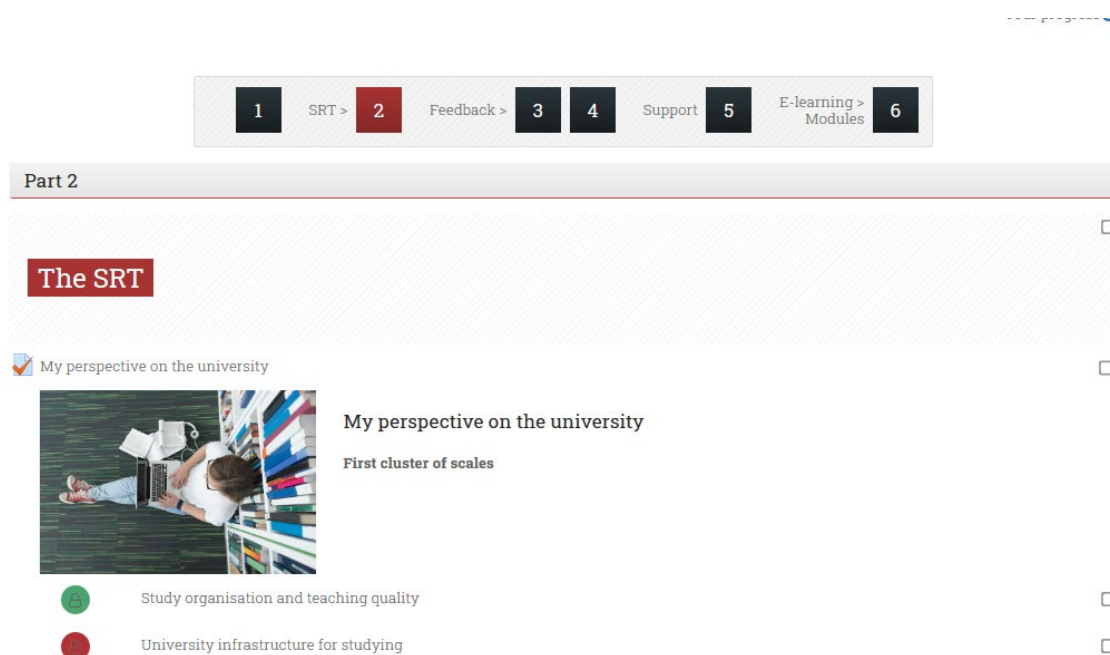 Your progress
1 SRT > 2 Feedback > 3 4 Support 5 E-learning > Modules 6
Part 2
The SRT
My perspective on the university
My perspective on the university
First cluster of scales
Study organisation and teaching quality
University infrastructure for studying